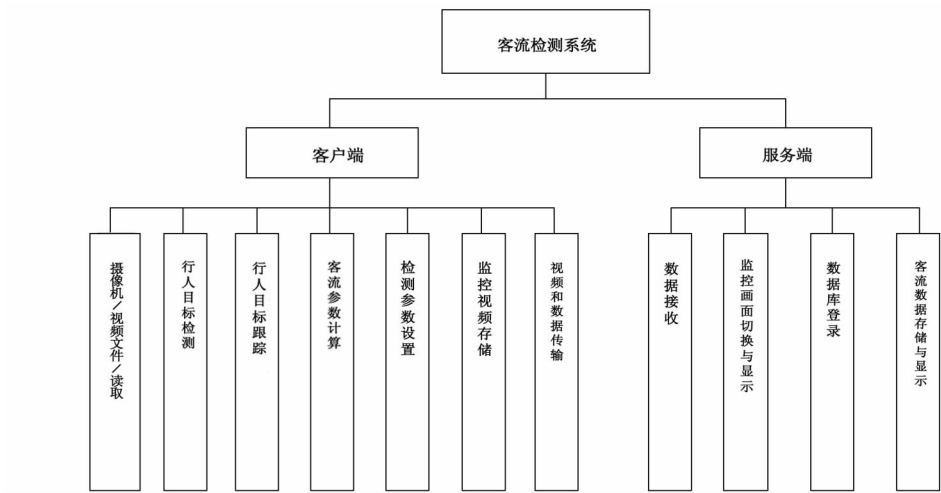 客流检测系统
客户端
服务端
摄像机/视频文件/读取
行人目标检测
行人目标跟踪
客流参数计算
检测参数设置
监控视频存储
视频和数据传输
数据接收
监控画面切换与显示
数据库登录
客流数据存储与显示